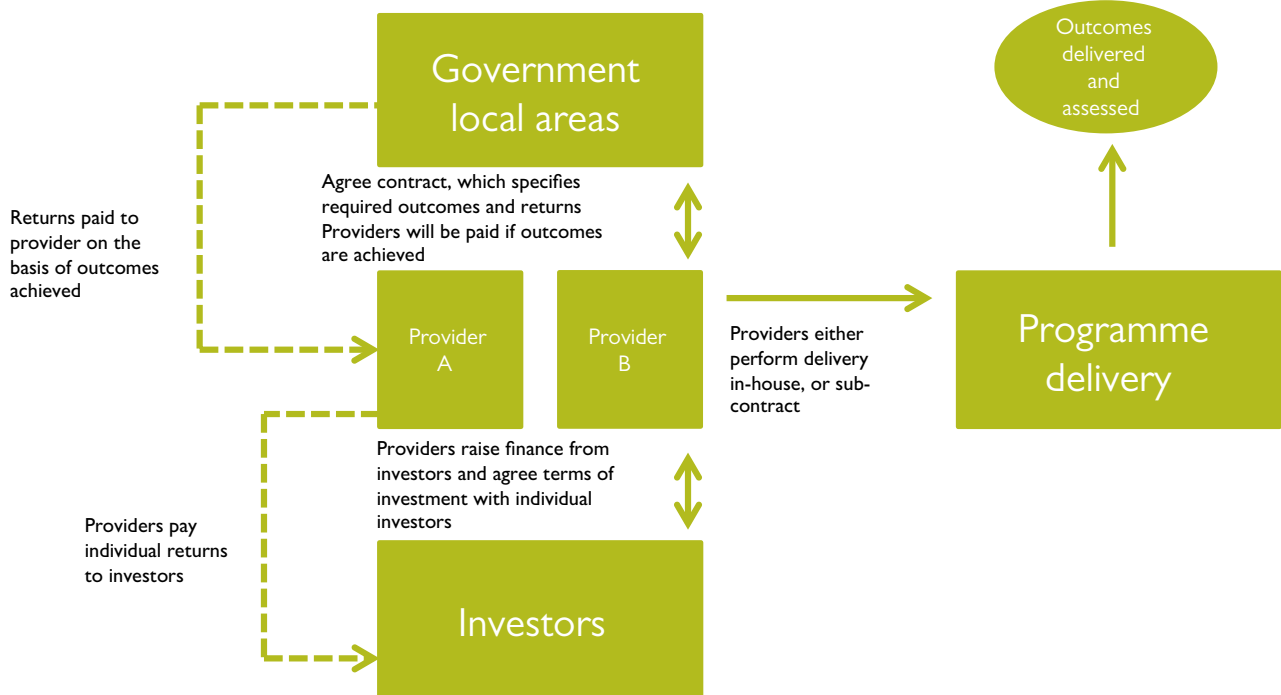 Government
local areas
Outcomes
delivered
and
assessed
Agree contract, which specifies
required outcomes and returns
Providers will be paid if outcomes
are achieved
Returns paid to
provider on the
basis of outcomes
achieved
Provider
A
Provider
B
Providers either
perform delivery
in-house, or sub-
contract
Programme
delivery
Providers raise finance from
investors and agree terms of
investment with individual
investors
Providers pay
individual returns
to investors
Investors